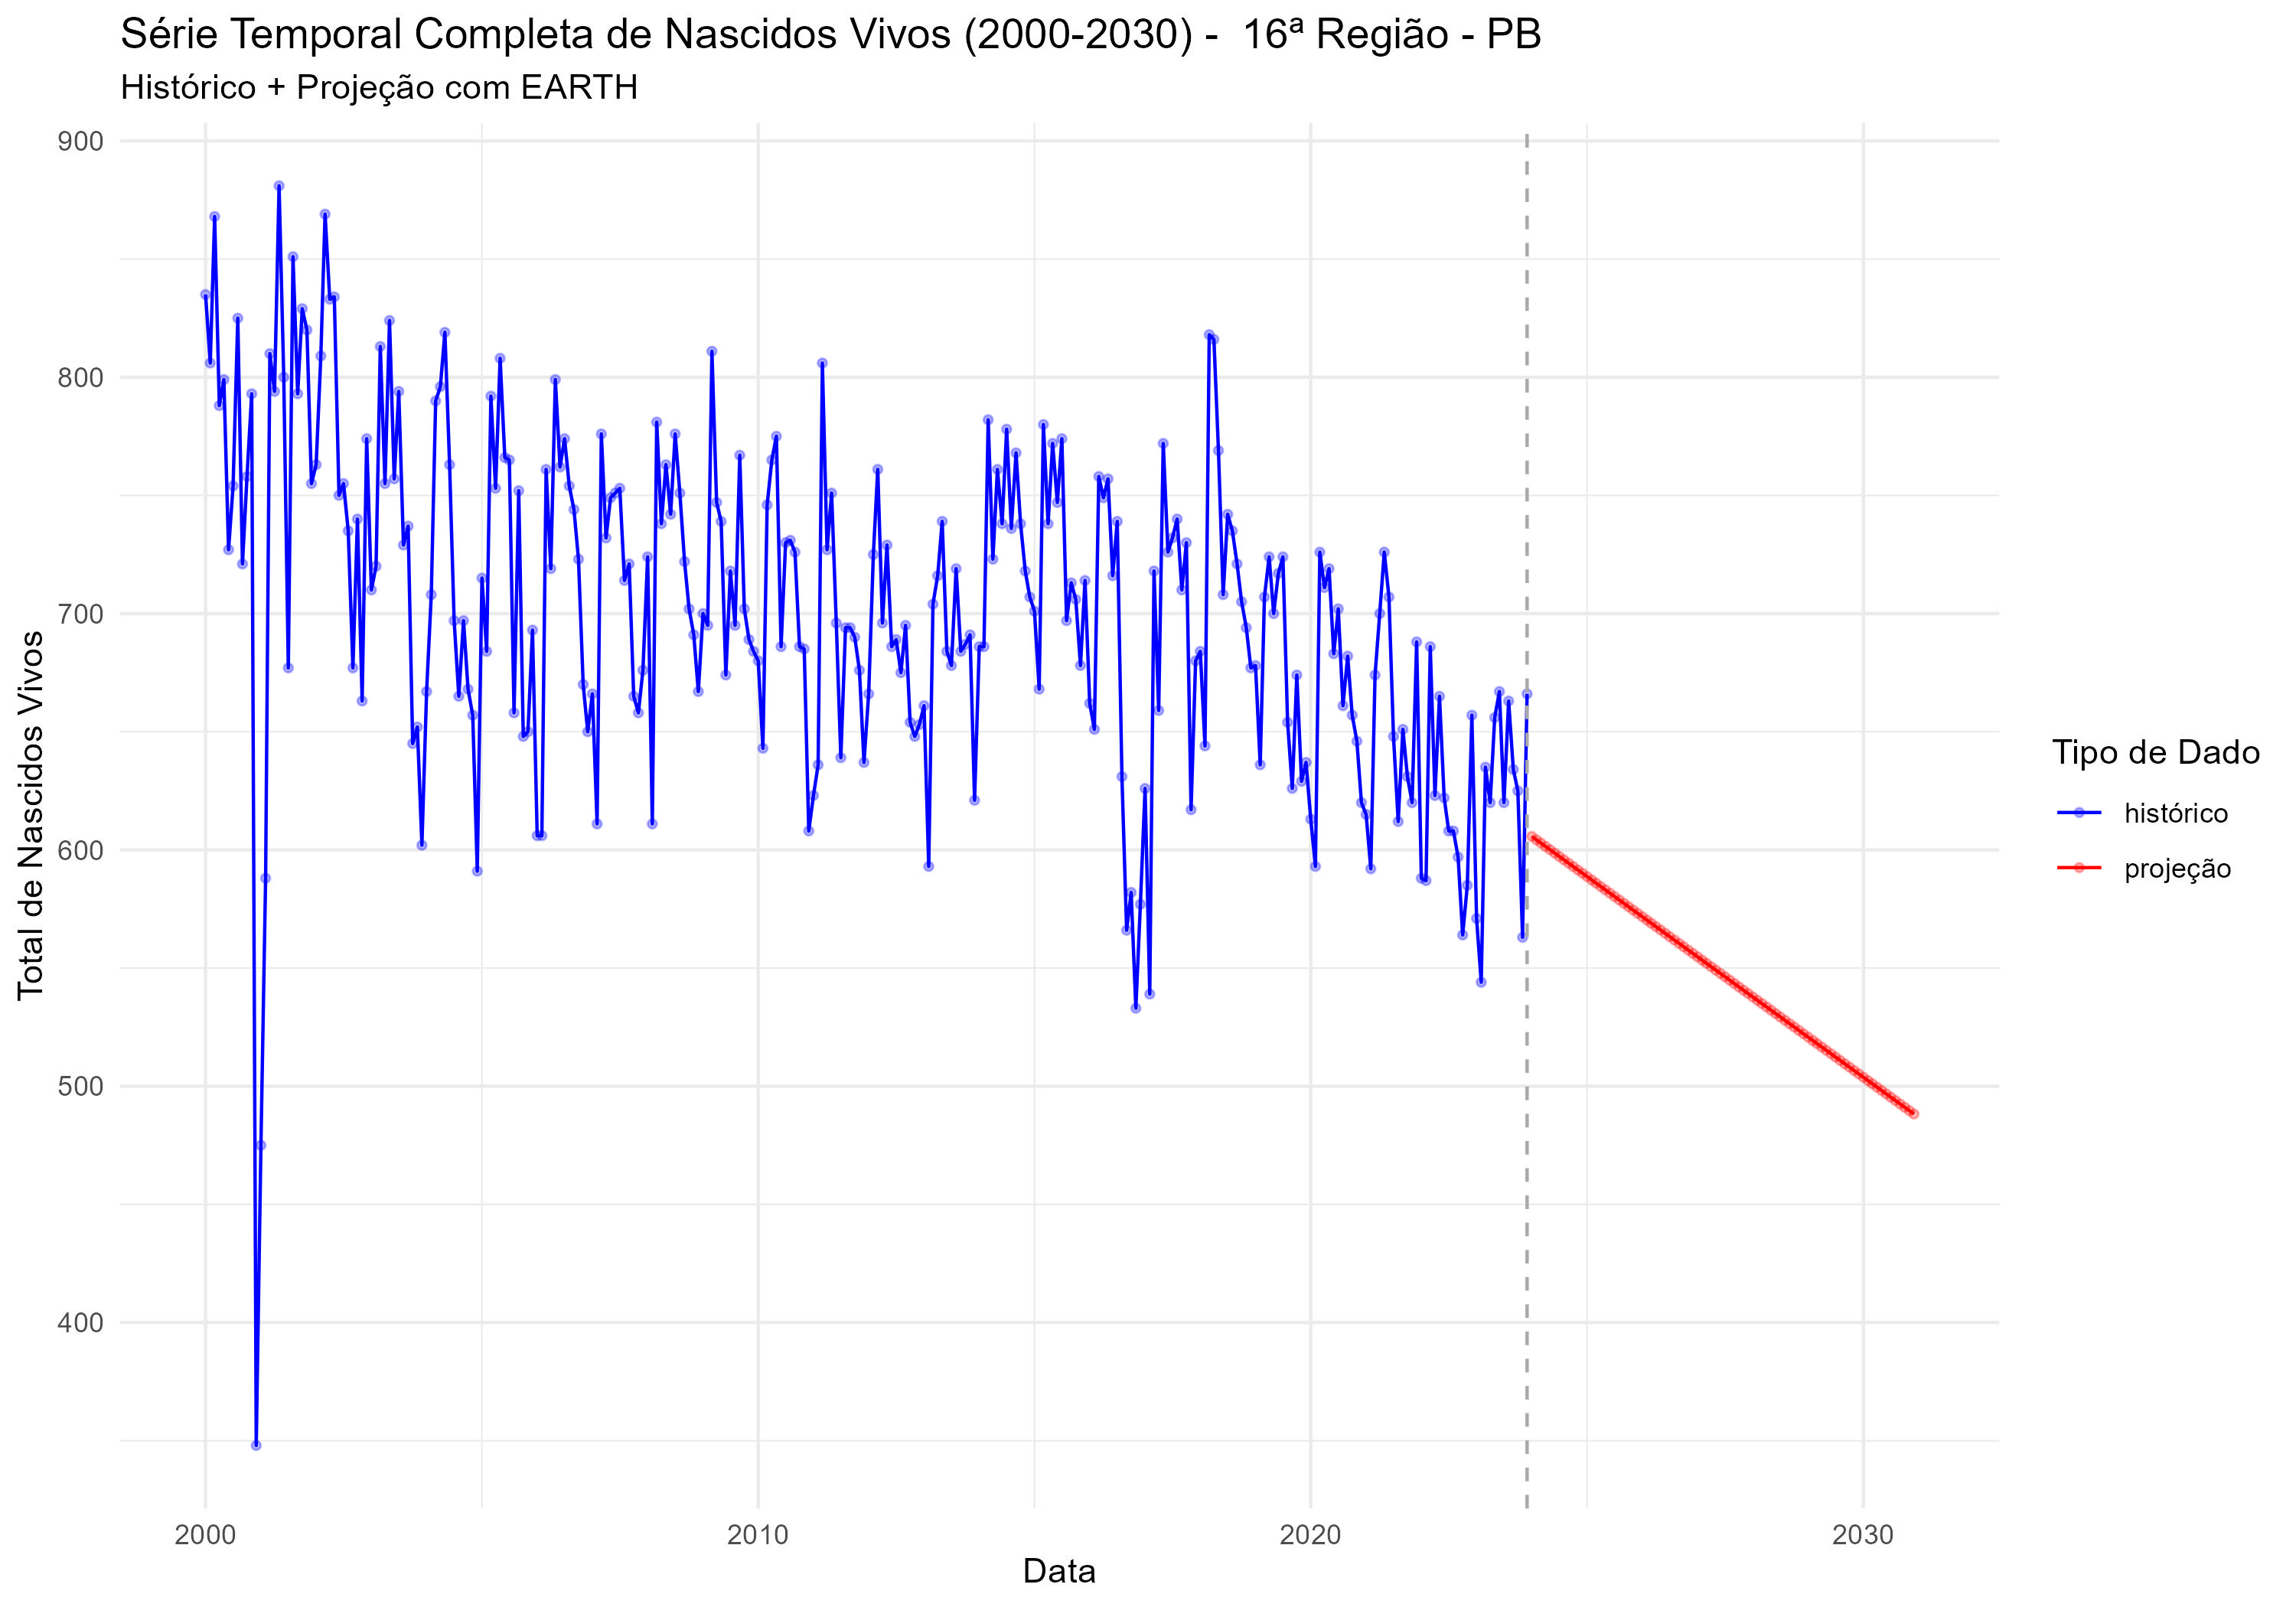 Série Temporal Completa de Nascidos Vivos (2000-2030) -  16ª Região - PB
Histórico + Projeção com EARTH
Total de Nascidos Vivos
900
800
700
600
500
400
2000
2010
2020
2030
Data
Tipo de Dado
histórico
projeção